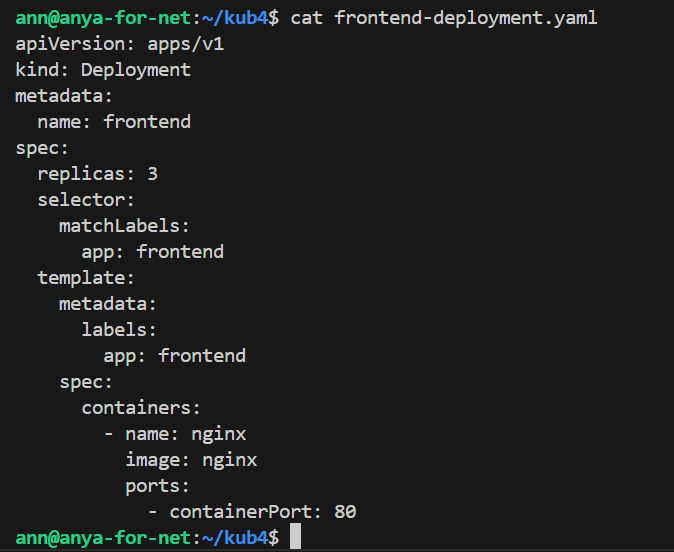 ann@anya-for-net:~/kub4$ cat frontend-deployment.yaml
apiVersion: apps/v1
kind: Deployment
metadata:
  name: frontend
spec:
  replicas: 3
  selector:
    matchLabels:
      app: frontend
  template:
    metadata:
      labels:
        app: frontend
    spec:
      containers:
        - name: nginx
          image: nginx
          ports:
            - containerPort: 80
ann@anya-for-net:~/kub4$